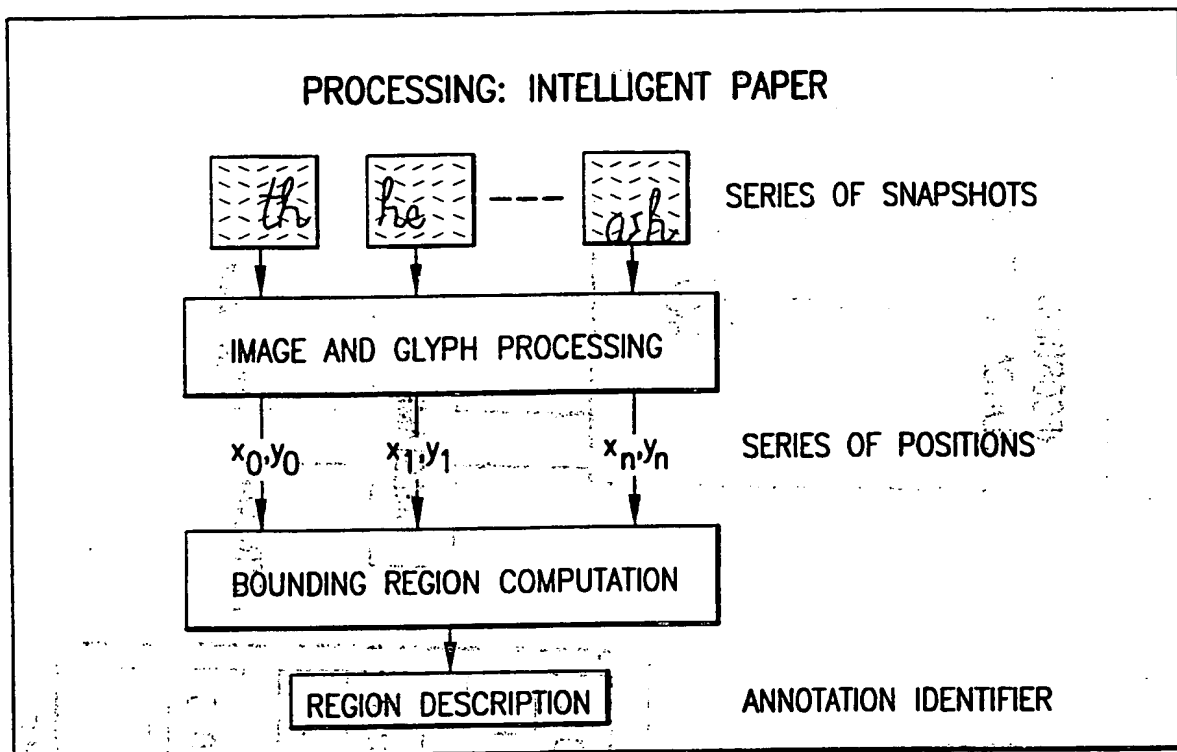 PROCESSING: INTELLIGENT PAPER
th he ash SERIES OF SNAPSHOTS
IMAGE AND GLYPH PROCESSING
x0,y0 x1,y1 xn,yn SERIES OF POSITIONS
BOUNDING REGION COMPUTATION
REGION DESCRIPTION ANNOTATION IDENTIFIER